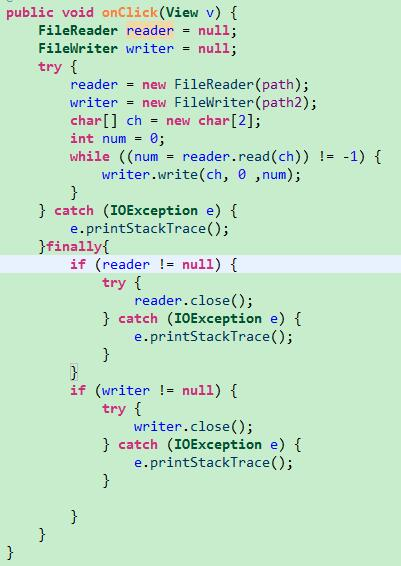 public void onClick(View v) {
    FileReader reader = null;
    FileWriter writer = null;
    try {
        reader = new FileReader(path);
        writer = new FileWriter(path2);
        char[] ch = new char[2];
        int num = 0;
        while ((num = reader.read(ch)) != -1) {
            writer.write(ch, 0 ,num);
        }
    } catch (IOException e) {
        e.printStackTrace();
    }finally{
        if (reader != null) {
            try {
                reader.close();
            } catch (IOException e) {
                e.printStackTrace();
            }
        }
        if (writer != null) {
            try {
                writer.close();
            } catch (IOException e) {
                e.printStackTrace();
            }

        }
    }
}